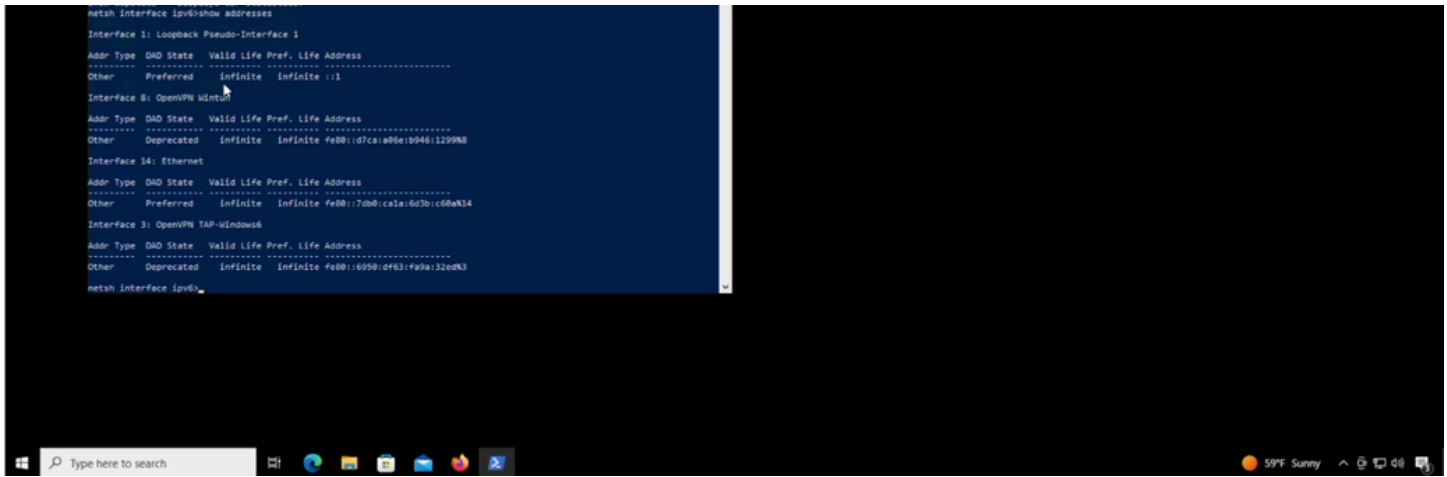 netsh interface ipv6>show addresses
Interface 1: Loopback Pseudo-Interface 1
Addr Type  DAD State   Valid Life Pref. Life Address
---------  ----------- ---------- ---------- ------------------------
Other      Preferred     infinite   infinite ::1
Interface 8: OpenVPN Wintun
Addr Type  DAD State   Valid Life Pref. Life Address
---------  ----------- ---------- ---------- ------------------------
Other      Deprecated    infinite   infinite fe80::d7ca:a06e:b946:1299%8
Interface 14: Ethernet
Addr Type  DAD State   Valid Life Pref. Life Address
---------  ----------- ---------- ---------- ------------------------
Other      Preferred     infinite   infinite fe80::7db0:ca1a:6d3b:c60a%14
Interface 3: OpenVPN TAP-Windows6
Addr Type  DAD State   Valid Life Pref. Life Address
---------  ----------- ---------- ---------- ------------------------
Other      Deprecated    infinite   infinite fe80::6950:df63:fa9a:32ed%3
netsh interface ipv6>_
Type here to search
59°F Sunny